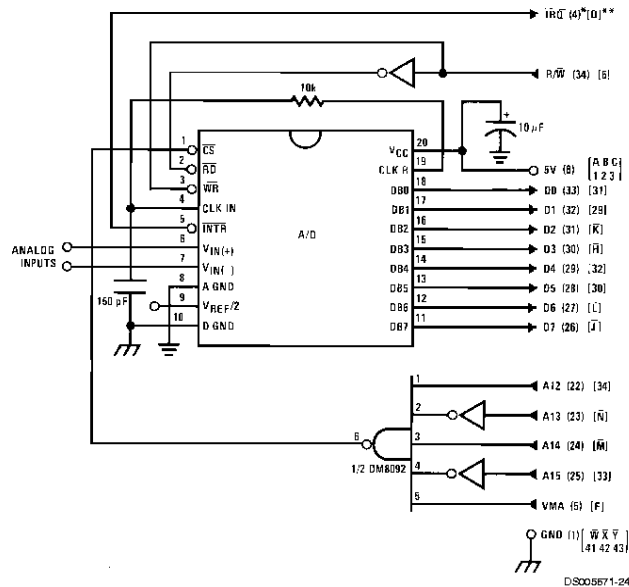 IRQ (4)*[D]**
R/W (34) [6]
10k
10 µF
+
1 CS
2 RD
3 WR
4 CLK IN
5 INTR
6 VIN(+)
7 VIN(-)
8 A GND
9 VREF/2
10 D GND
A/D
VCC 20
CLK R 19
DB0 18
DB1 17
DB2 16
DB3 15
DB4 14
DB5 13
DB6 12
DB7 11
ANALOG
INPUTS
150 pF
5V (8) [A B C
1 2 3]
D0 (33) [31]
D1 (32) [29]
D2 (31) [K]
D3 (30) [H]
D4 (29) [32]
D5 (28) [30]
D6 (27) [L]
D7 (26) [J]
1 A12 (22) [34]
2 A13 (23) [N]
3 A14 (24) [M]
4 A15 (25) [33]
5 VMA (5) [F]
6
1/2 DM8092
GND (1) [W X Y
41 42 43]
DS005671-24